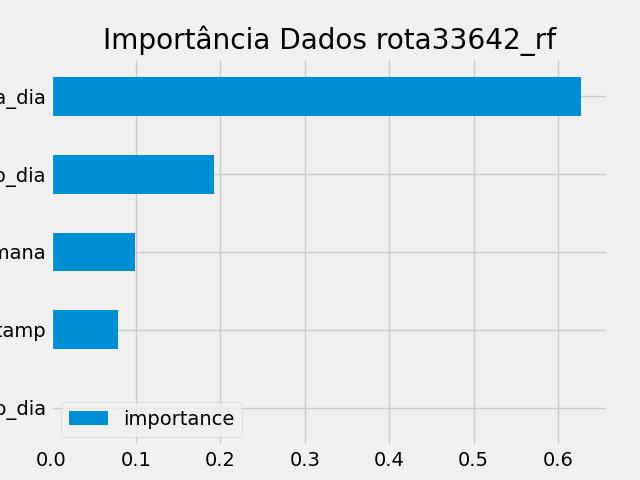 Importância Dados rota33642_rf
a_dia
o_dia
mana
tamp
o_dia
importance
0.0 0.1 0.2 0.3 0.4 0.5 0.6